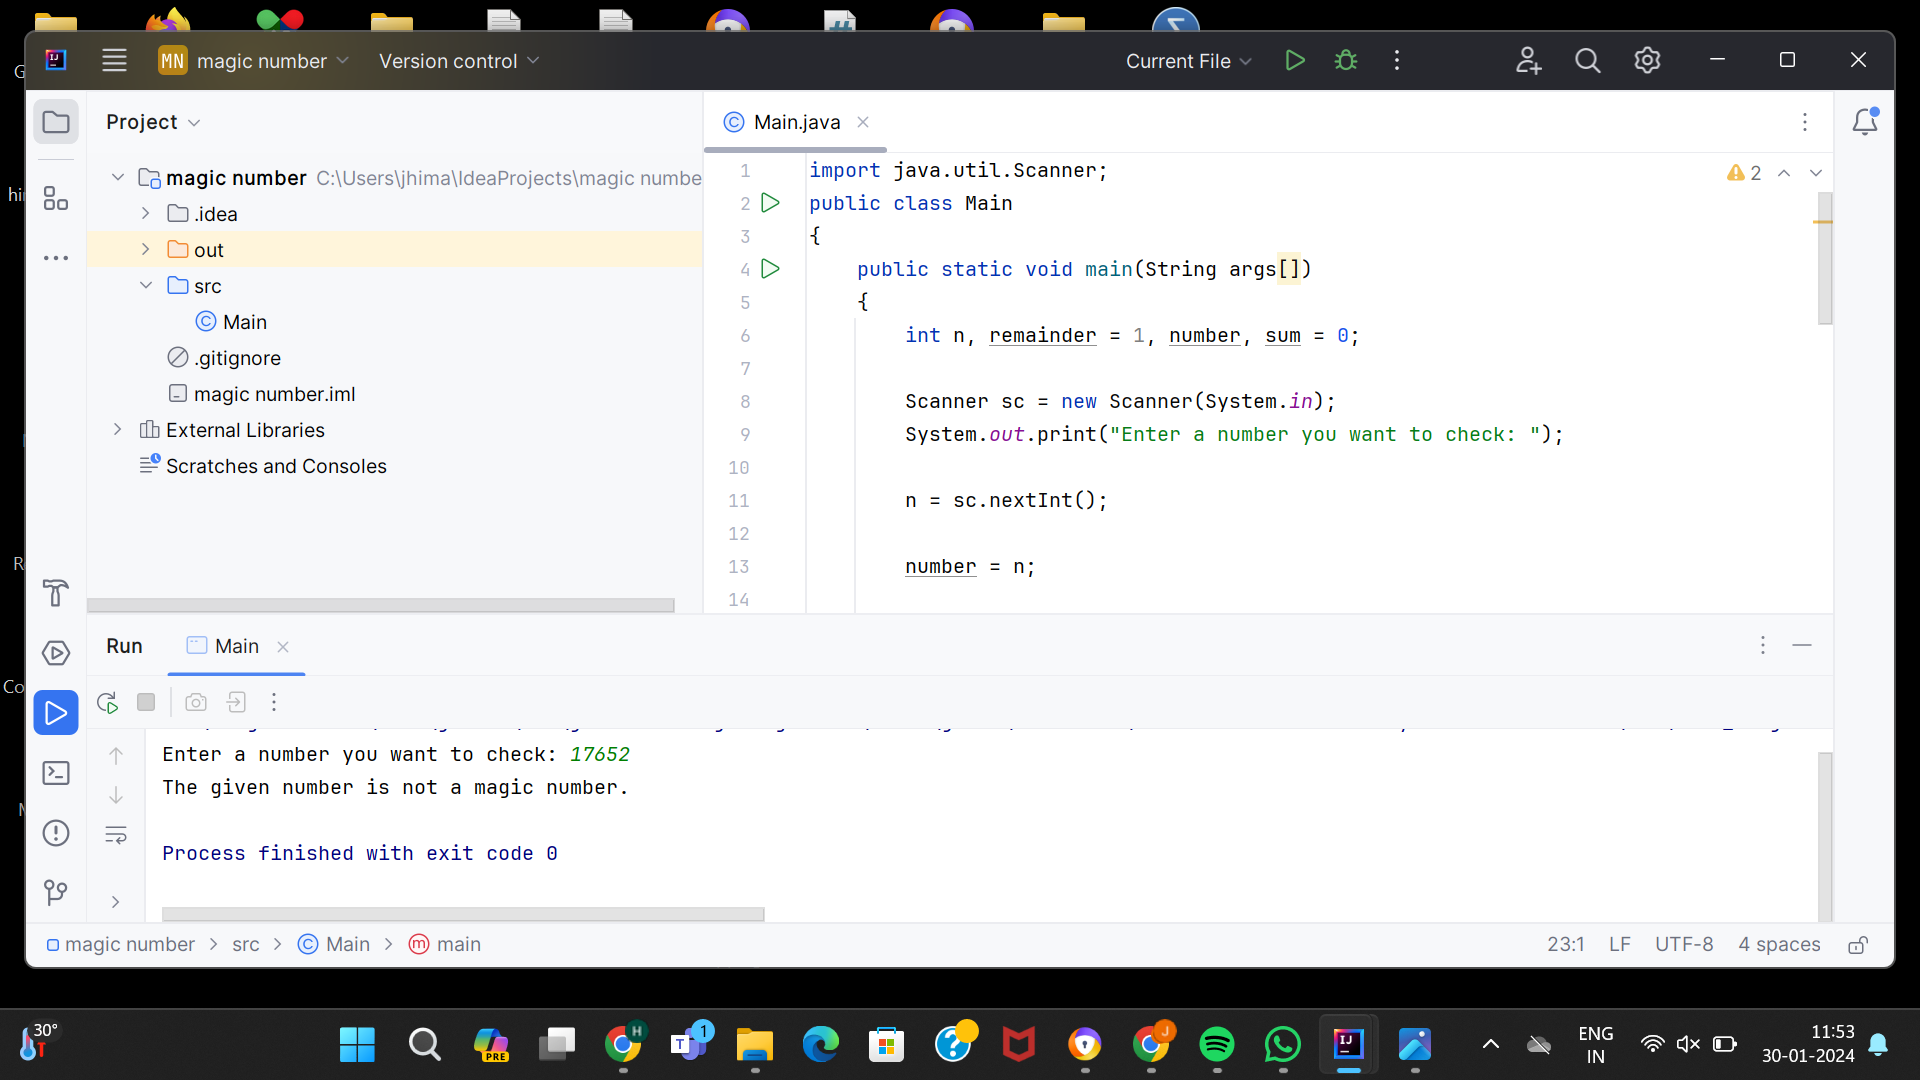 MN magic number Version control Current File
Project
Main.java
magic number C:\Users\jhima\IdeaProjects\magic numbe
.idea
out
src
Main
.gitignore
magic number.iml
External Libraries
Scratches and Consoles
2
1 import java.util.Scanner;
2 public class Main
3 {
4 public static void main(String args[])
5 {
6 int n, remainder = 1, number, sum = 0;
7
8 Scanner sc = new Scanner(System.in);
9 System.out.print("Enter a number you want to check: ");
10
11 n = sc.nextInt();
12
13 number = n;
14
Run Main
Enter a number you want to check: 17652
The given number is not a magic number.
Process finished with exit code 0
magic number > src > Main > main
23:1 LF UTF-8 4 spaces
30°
PRE
H
T
1
J
IJ
ENG
IN
11:53
30-01-2024